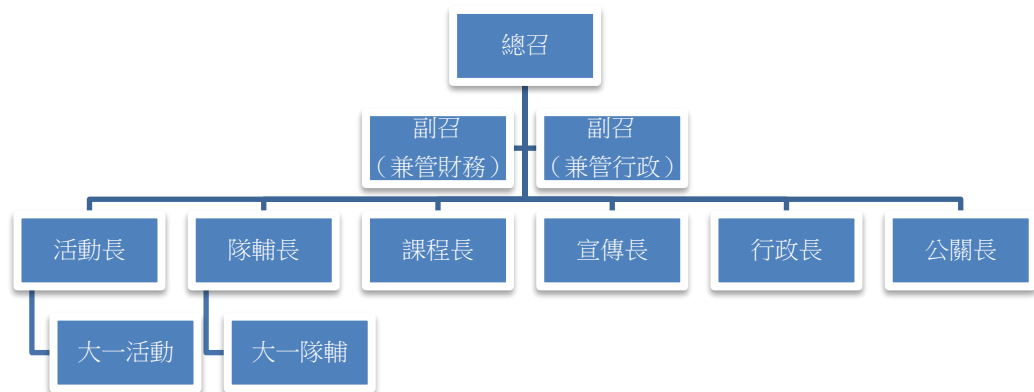 總召
副召
（兼管財務）
副召
（兼管行政）
活動長
隊輔長
課程長
宣傳長
行政長
公關長
大一活動
大一隊輔